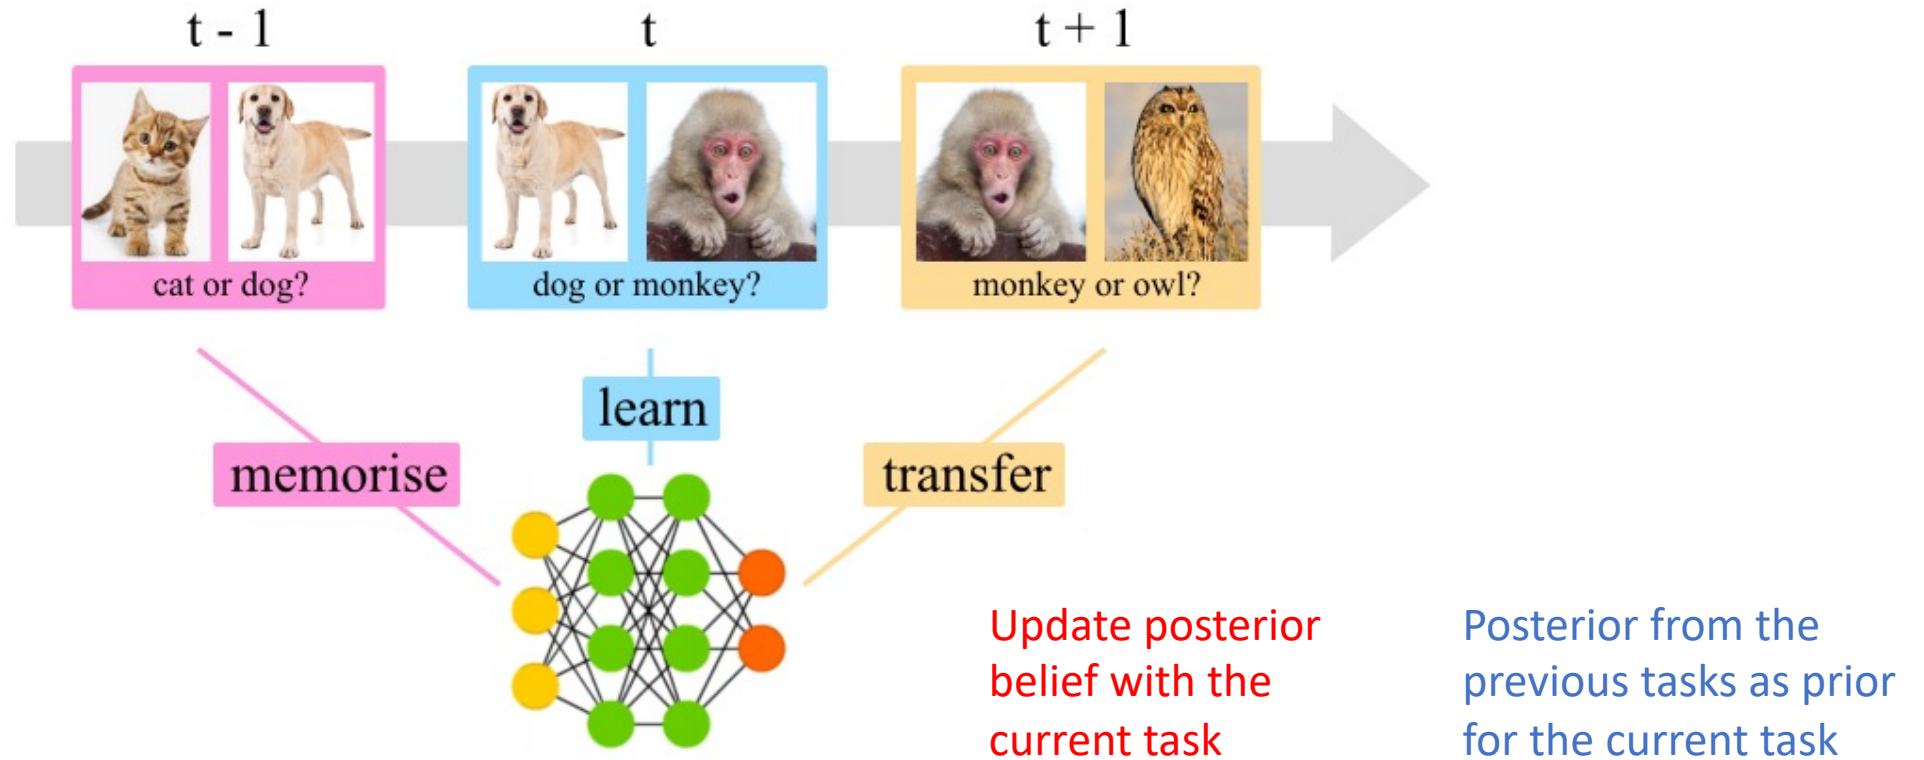 t - 1
t
t + 1
cat or dog?
dog or monkey?
monkey or owl?
learn
memorise
transfer
Update posterior
belief with the
current task
Posterior from the
previous tasks as prior
for the current task